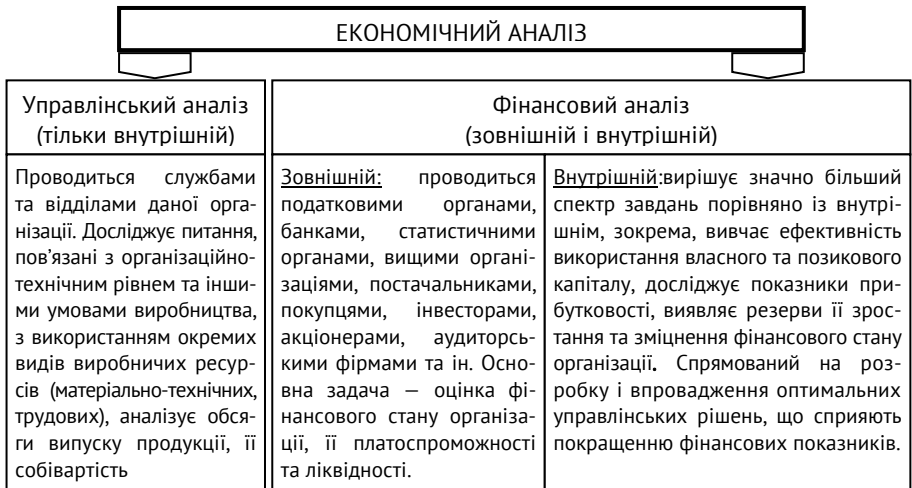 ЕКОНОМІЧНИЙ АНАЛІЗ
Управлінський аналіз
(тільки внутрішній)
Проводиться службами
та відділами даної орга-
нізації. Досліджує питання,
пов’язані з організаційно-
технічним рівнем та інши-
ми умовами виробництва,
з використанням окремих
видів виробничих ресур-
сів (матеріально-технічних,
трудових), аналізує обся-
ги випуску продукції, її
собівартість
Фінансовий аналіз
(зовнішній і внутрішній)
Зовнішній: проводиться
податковими органами,
банками, статистичними
органами, вищими органі-
заціями, постачальниками,
покупцями, інвесторами,
акціонерами, аудиторсь-
кими фірмами та ін. Осно-
вна задача — оцінка фі-
нансового стану організа-
ції, її платоспроможності
та ліквідності.
Внутрішній:вирішує значно більший
спектр завдань порівняно із внутрі-
шнім, зокрема, вивчає ефективність
використання власного та позикового
капіталу, досліджує показники при-
бутковості, виявляє резерви її зрос-
тання та зміцнення фінансового стану
організації. Спрямований на роз-
робку і впровадження оптимальних
управлінських рішень, що сприяють
покращенню фінансових показників.